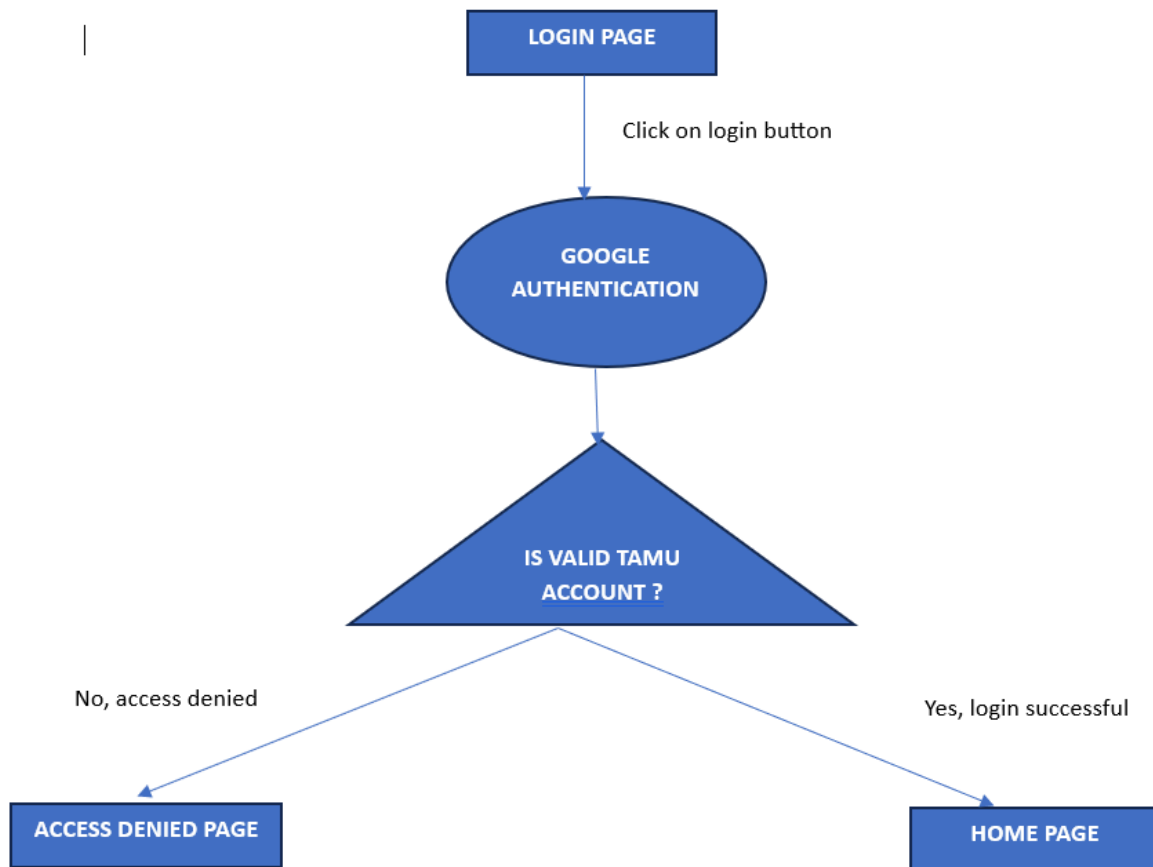 LOGIN PAGE
Click on login button
GOOGLE
AUTHENTICATION
IS VALID TAMU
ACCOUNT ?
No, access denied
Yes, login successful
ACCESS DENIED PAGE
HOME PAGE